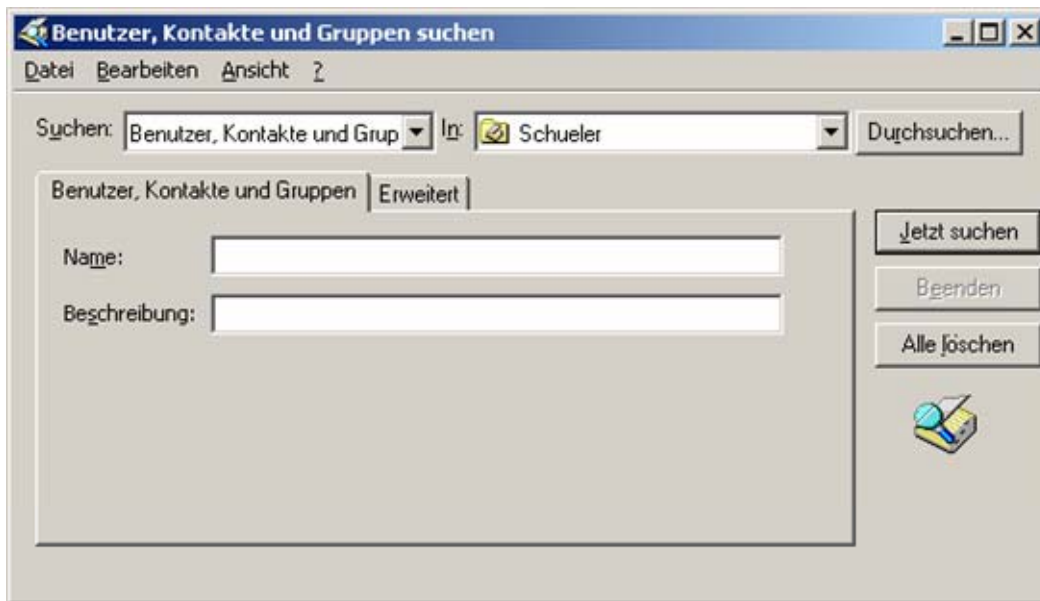 Benutzer, Kontakte und Gruppen suchen
Datei Bearbeiten Ansicht ?
Suchen: Benutzer, Kontakte und Grup In: Schueler Durchsuchen...
Benutzer, Kontakte und Gruppen Erweitert
Name:
Beschreibung:
Jetzt suchen
Beenden
Alle löschen